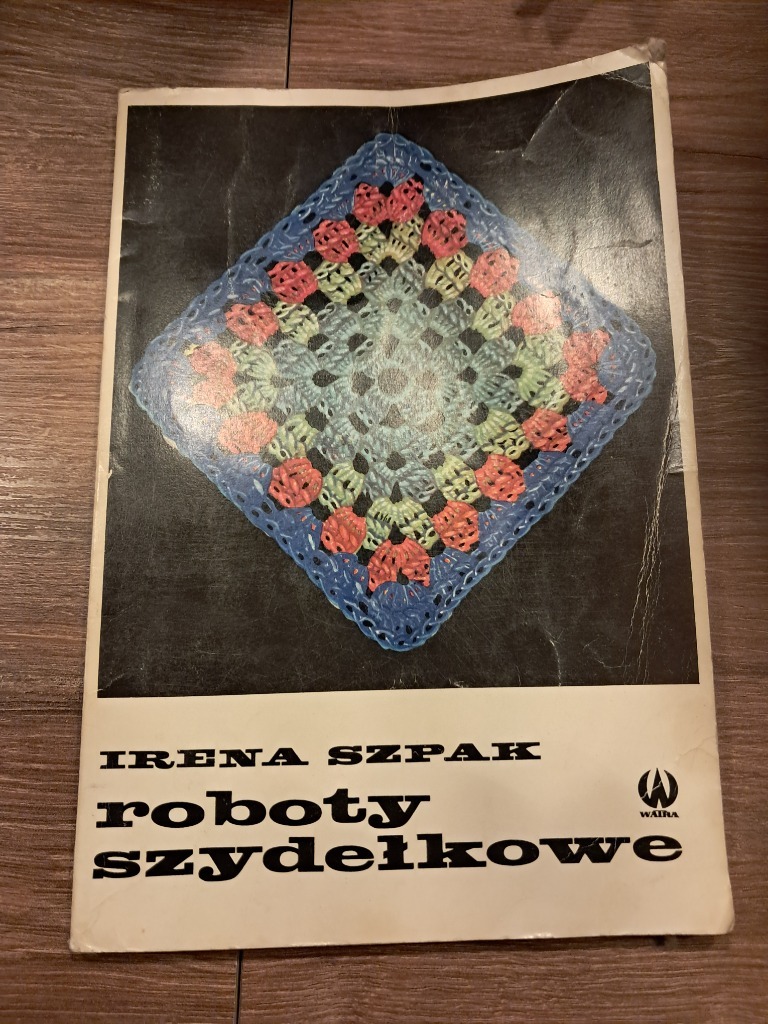 IRENA SZPAK
roboty
szydełkowe
WATRA